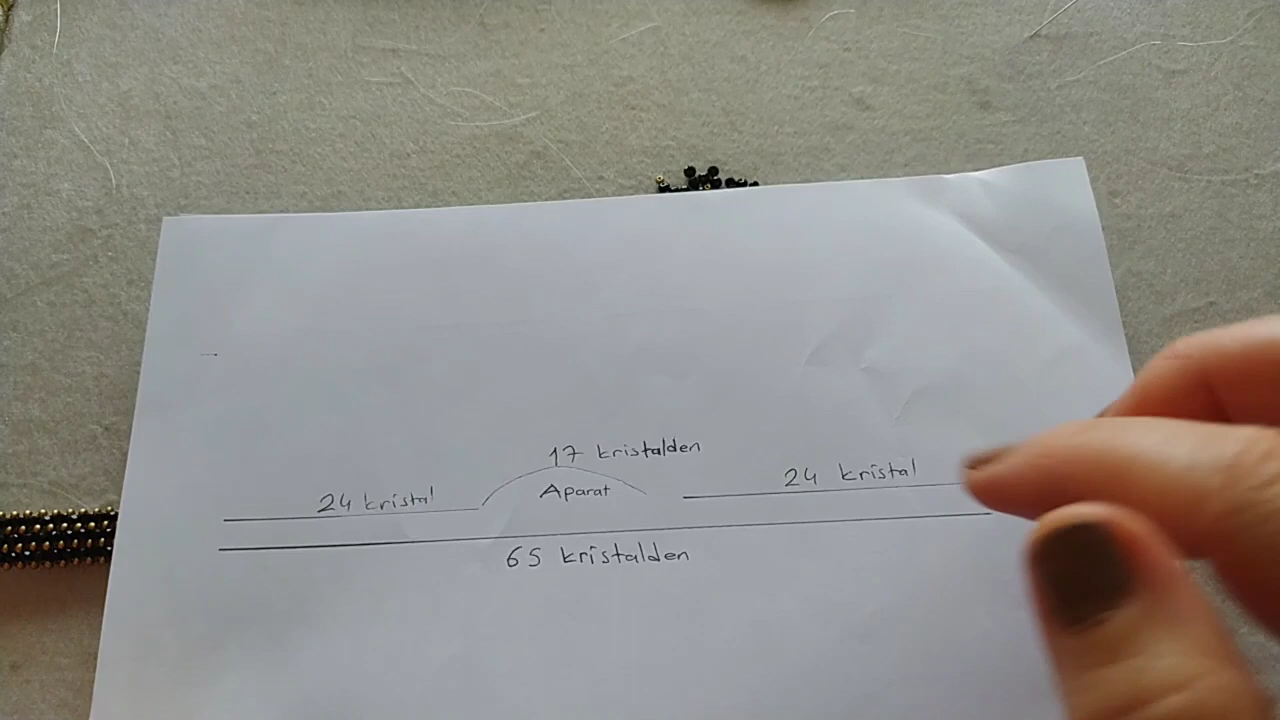 17 kristalden
24 kristal
Aparat
24 kristal
65 kristalden